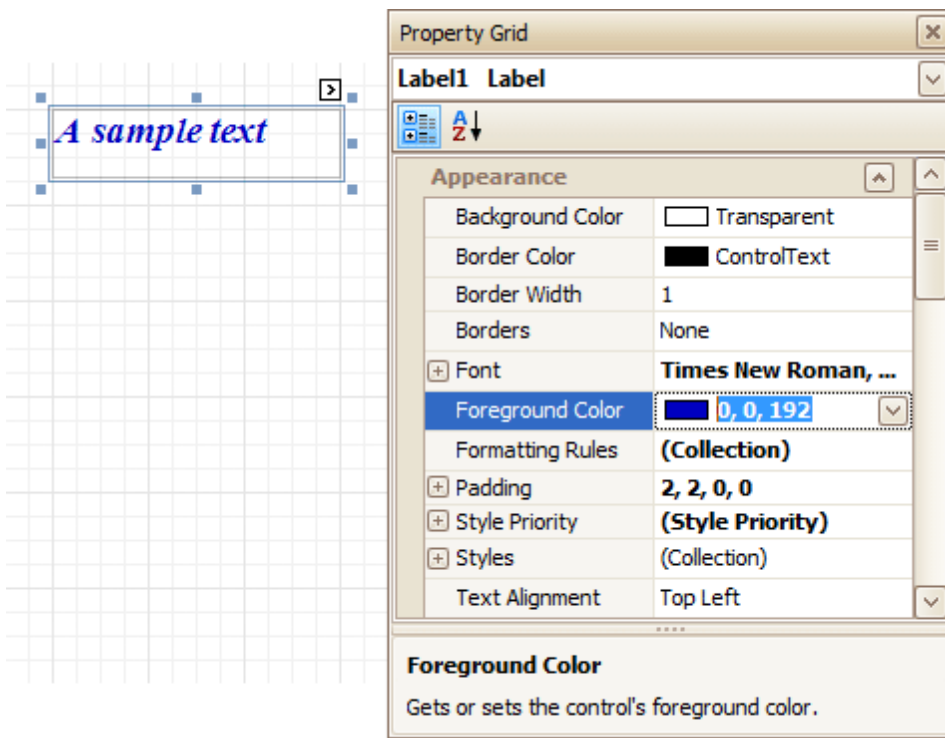 A sample text
Property Grid
Label1 Label
A Z
Appearance
Background Color Transparent
Border Color ControlText
Border Width 1
Borders None
Font Times New Roman, ...
Foreground Color 0, 0, 192
Formatting Rules (Collection)
Padding 2, 2, 0, 0
Style Priority (Style Priority)
Styles (Collection)
Text Alignment Top Left
Foreground Color
Gets or sets the control's foreground color.